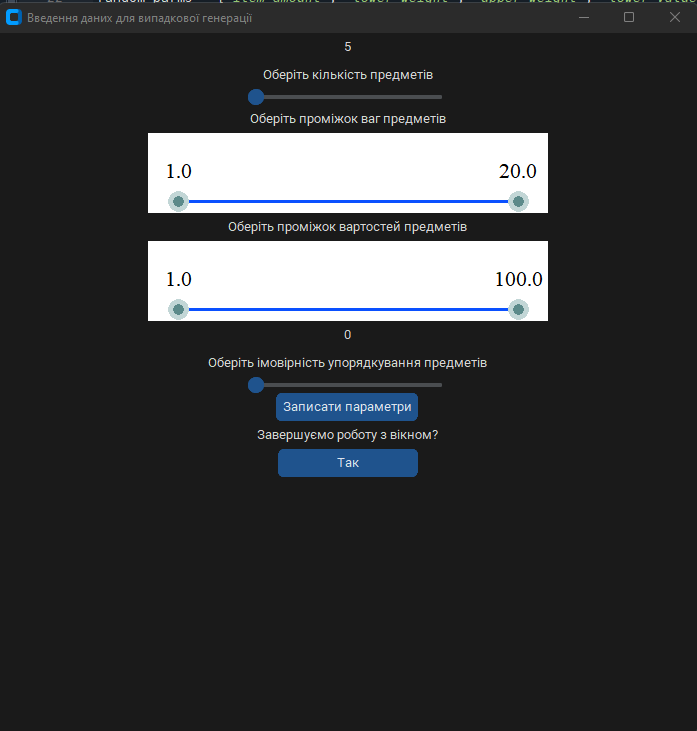 Введення даних для випадкової генерації
5
Оберіть кількість предметів
Оберіть проміжок ваг предметів
1.0 20.0
Оберіть проміжок вартостей предметів
1.0 100.0
0
Оберіть імовірність упорядкування предметів
Записати параметри
Завершуємо роботу з вікном?
Так